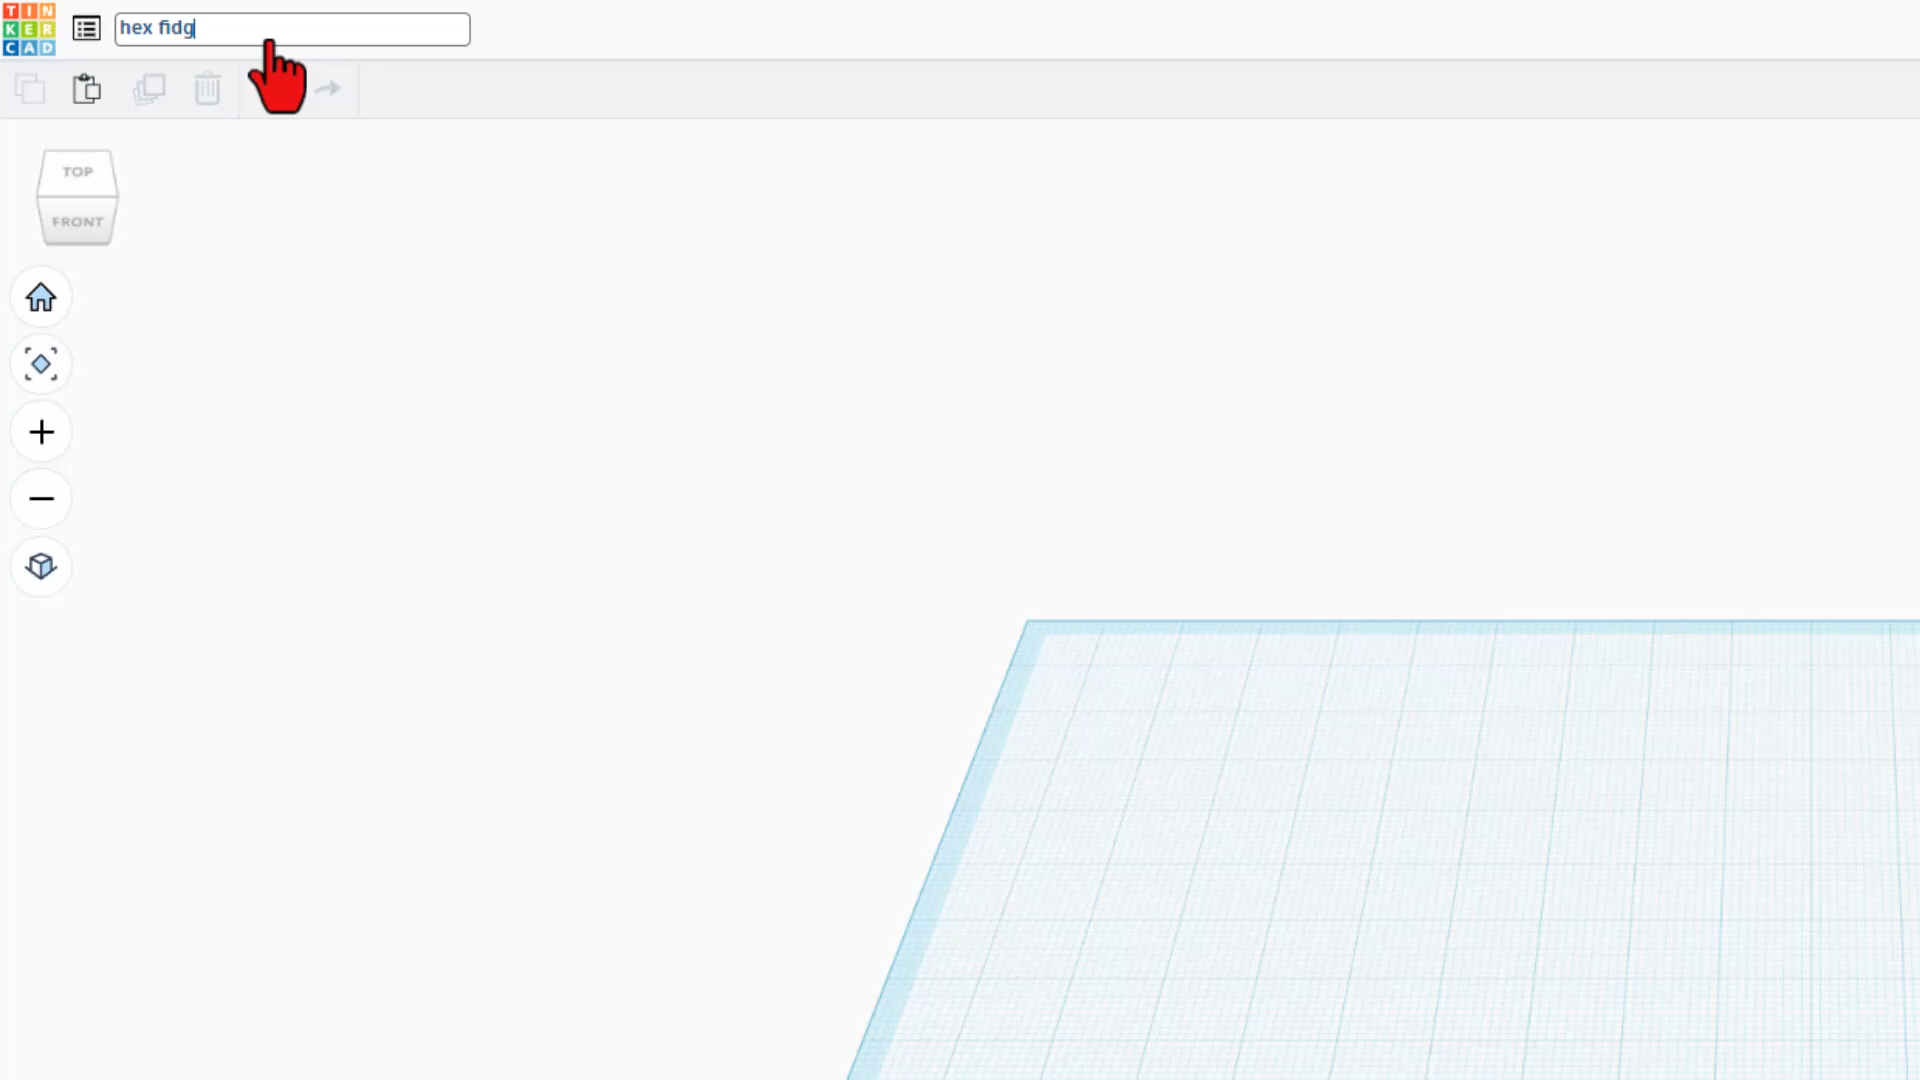 TIN
KER
CAD
hex fidg
TOP
FRONT